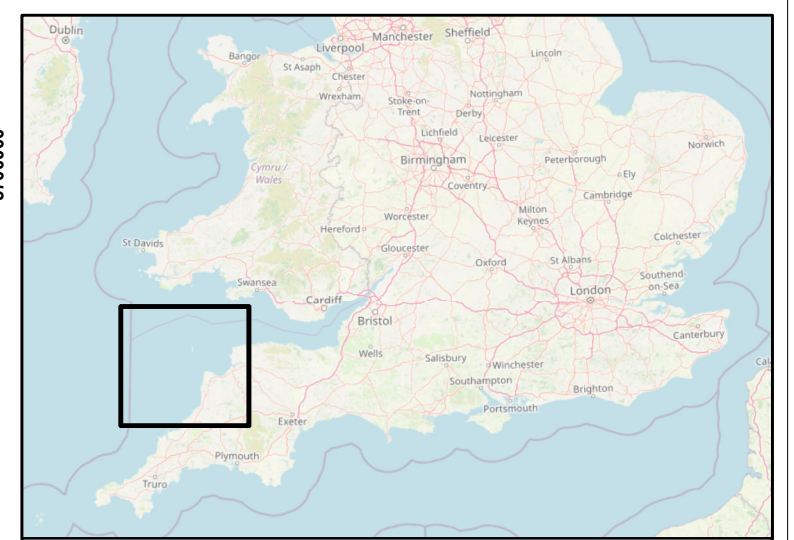 Dublin
Manchester
Sheffield
Liverpool
Bangor
St Asaph
Lincoln
Chester
Wrexham
Stoke-on-
Trent
Nottingham
Derby
Lichfield
Leicester
Norwich
Birmingham
Peterborough
Cymru /
Wales
Ely
Coventry
Cambridge
Worcester
Milton
Keynes
Hereford
Colchester
St Davids
Gloucester
Oxford
St Albans
Swansea
Southend-
on-Sea
London
Cardiff
Bristol
Canterbury
Wells
Salisbury
Winchester
Cal
Southampton
Brighton
Portsmouth
Exeter
Plymouth
Truro